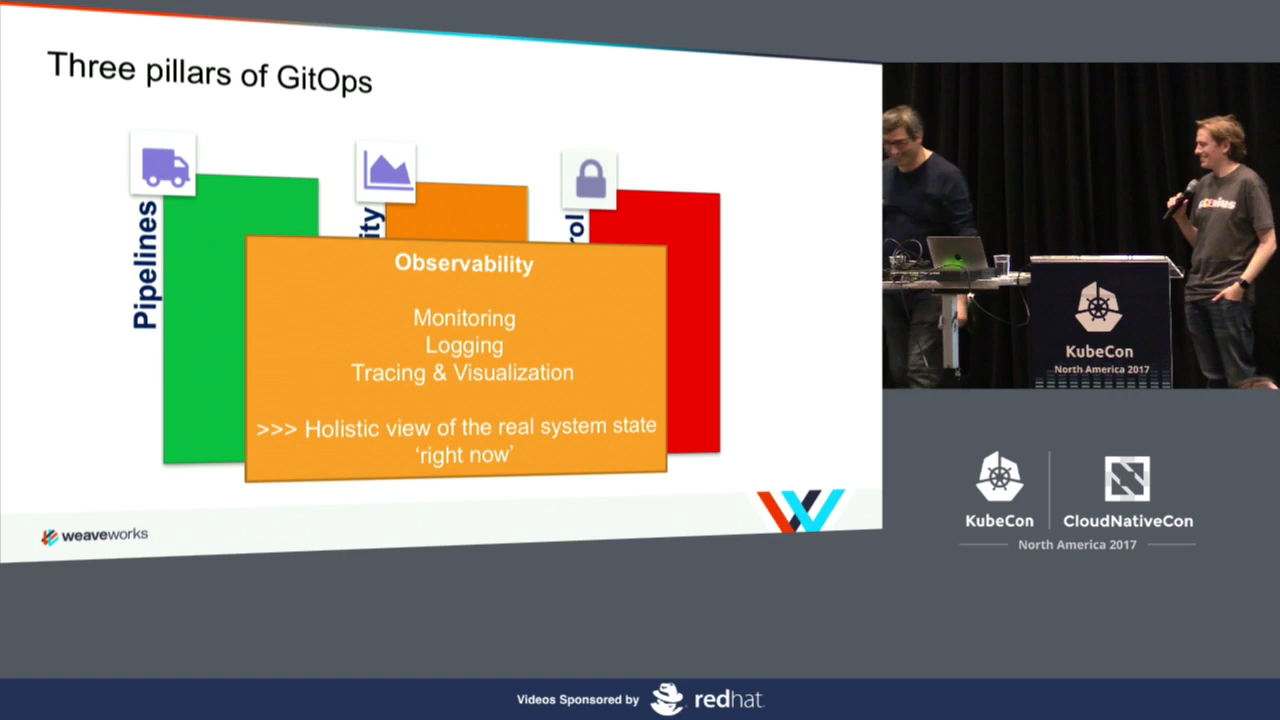 Three pillars of GitOps
Pipelines
ity
rol
Observability
Monitoring
Logging
Tracing & Visualization
>>> Holistic view of the real system state
‘right now’
weaveworks
KubeCon
North America 2017
KubeCon
CloudNativeCon
North America 2017
Videos Sponsored by
redhat